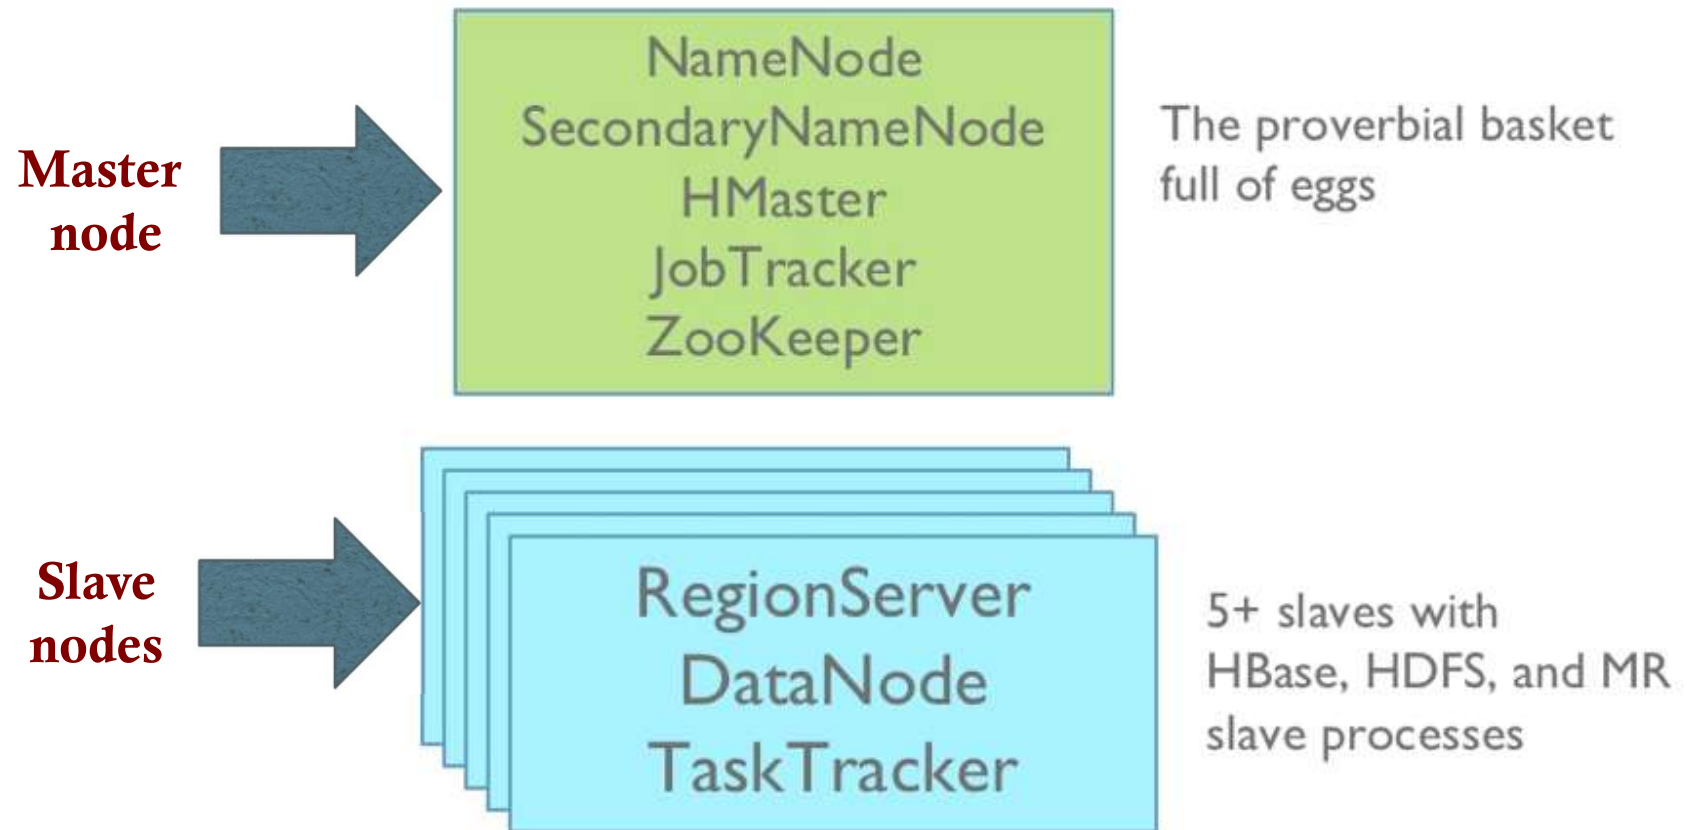 Master
node
NameNode
SecondaryNameNode
HMaster
JobTracker
ZooKeeper
The proverbial basket
full of eggs
Slave
nodes
RegionServer
DataNode
TaskTracker
5+ slaves with
HBase, HDFS, and MR
slave processes